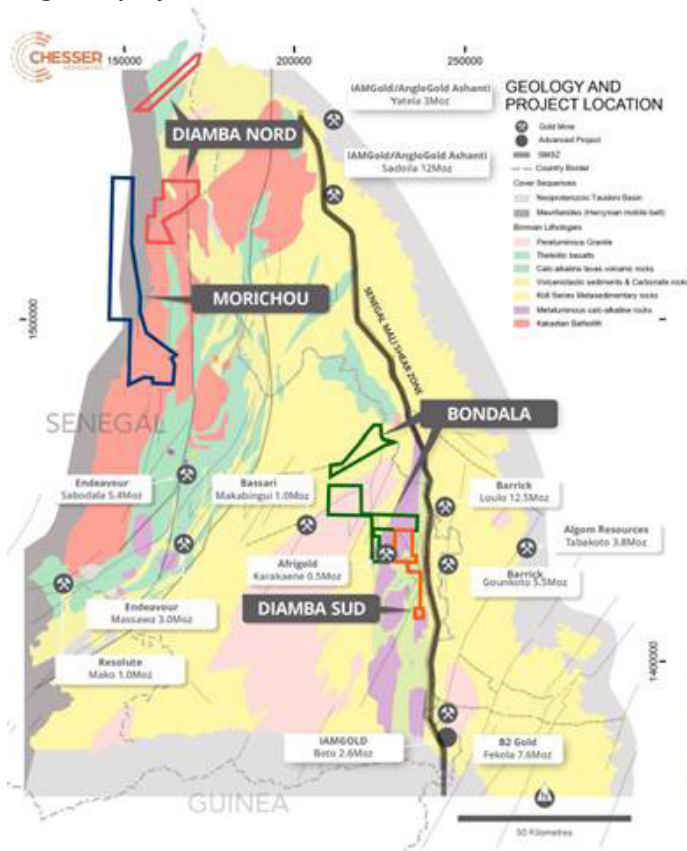 CHESSER
150000
200000
250000
IAMGold/AngloGold Ashanti
Yatela 3Moz
GEOLOGY AND
PROJECT LOCATION
Gold Mine
Advanced Project
SMSZ
Country Border
Cover Sequences
Neoproterozoic Taudeni Basin
Mauritanides (Hercynian mobile belt)
Birimian Lithologies
Peraluminous Granite
Theleiitic basalts
Calc-alkaline lavas volcanic rocks
Volcaniclastic sediments & Carbonate rocks
Kofi Series Metasedimentary rocks
Metaluminous calc-alkaline rocks
Kakadian Batholith
DIAMBA NORD
IAMGold/AngloGold Ashanti
Sadoila 12Moz
MORICHOU
1500000
SENEGAL MALI SHEAR ZONE
SENEGAL
BONDALA
Endeavour
Sabodala 5.4Moz
Bassari
Makabingui 1.0Moz
Barrick
Loulo 12.5Moz
Algom Resources
Tabakoto 3.8Moz
Afrigold
Karakaene 0.5Moz
Barrick
Gounkoto 5.5Moz
DIAMBA SUD
Endeavour
Massawa 3.0Moz
Resolute
Mako 1.0Moz
1400000
IAMGOLD
Boto 2.6Moz
B2 Gold
Fekola 7.6Moz
GUINEA
N
50 Kilometres